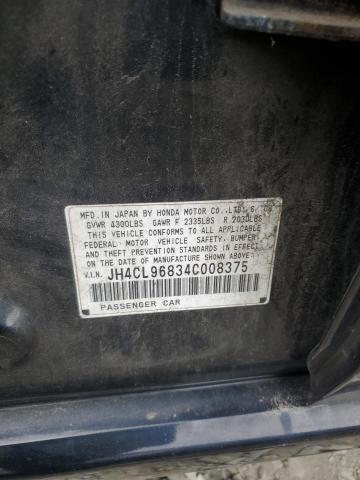 MFD. IN JAPAN BY HONDA MOTOR CO., LTD.
GVWR 4300LBS GAWR F 2335LBS R 2030LBS
THIS VEHICLE CONFORMS TO ALL APPLICABLE
FEDERAL MOTOR VEHICLE SAFETY, BUMPER
AND THEFT PREVENTION STANDARDS IN EFFECT
ON THE DATE OF MANUFACTURE SHOWN ABOVE.
V.I.N. JH4CL96834C008375
PASSENGER CAR